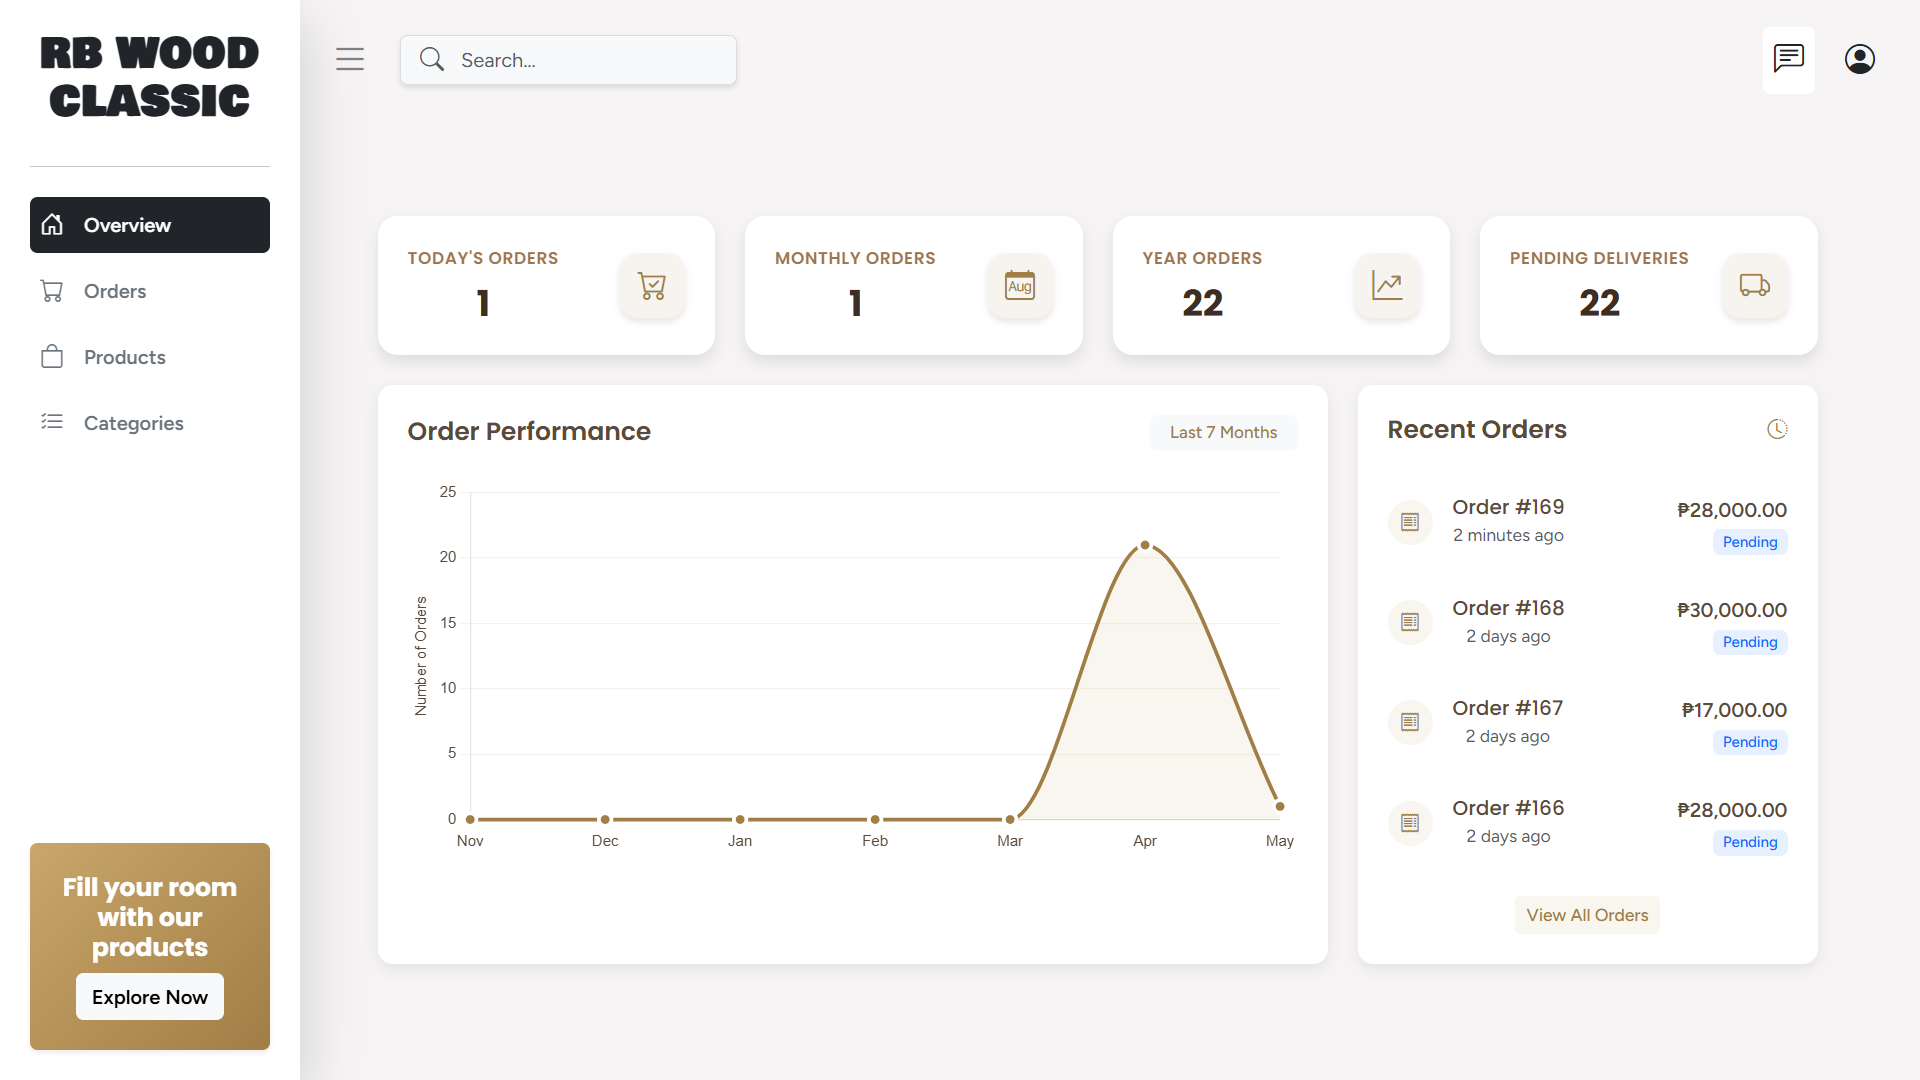 RB WOOD
CLASSIC
Search...
Overview
Orders
Products
Categories
Fill your room
with our
products
Explore Now
TODAY'S ORDERS
1
MONTHLY ORDERS
1
Aug
YEAR ORDERS
22
PENDING DELIVERIES
22
Order Performance
Last 7 Months
Number of Orders
25
20
15
10
5
0
Nov Dec Jan Feb Mar Apr May
Recent Orders
Order #169 ₱28,000.00
2 minutes ago Pending
Order #168 ₱30,000.00
2 days ago Pending
Order #167 ₱17,000.00
2 days ago Pending
Order #166 ₱28,000.00
2 days ago Pending
View All Orders